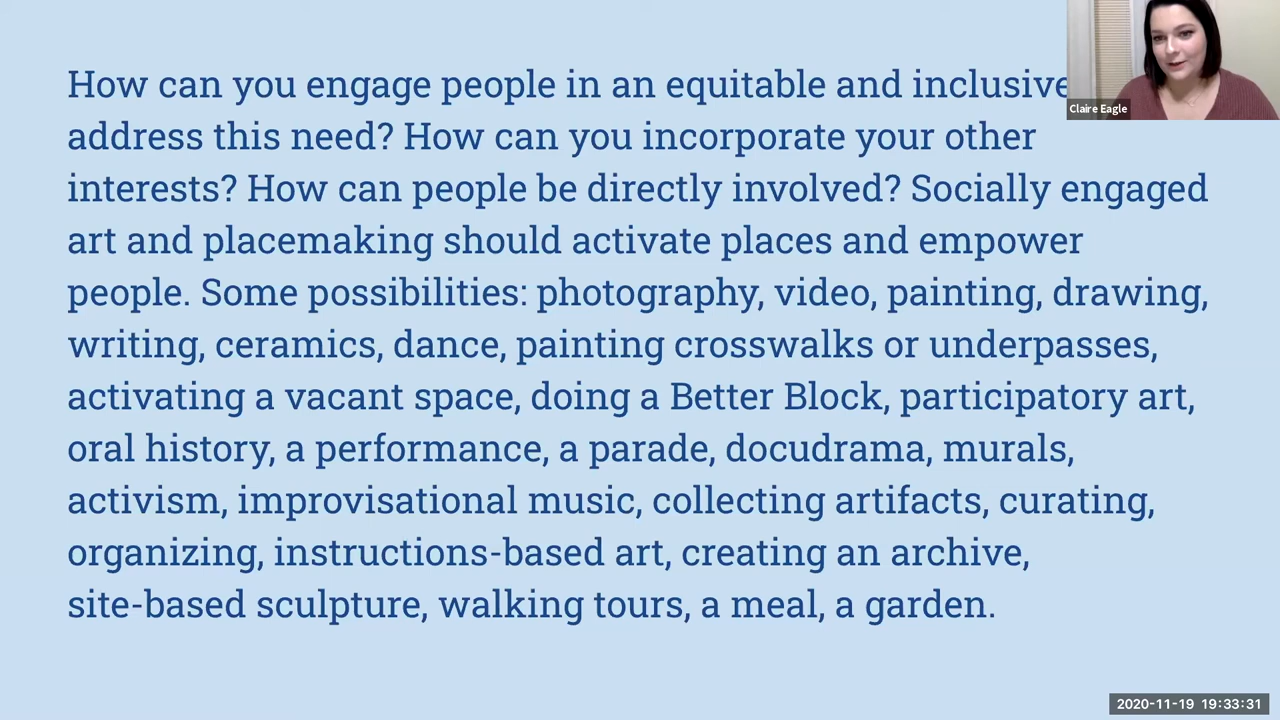 How can you engage people in an equitable and inclusive
address this need? How can you incorporate your other
interests? How can people be directly involved? Socially engaged
art and placemaking should activate places and empower
people. Some possibilities: photography, video, painting, drawing,
writing, ceramics, dance, painting crosswalks or underpasses,
activating a vacant space, doing a Better Block, participatory art,
oral history, a performance, a parade, docudrama, murals,
activism, improvisational music, collecting artifacts, curating,
organizing, instructions-based art, creating an archive,
site-based sculpture, walking tours, a meal, a garden.
Claire Eagle
2020-11-19 19:33:31